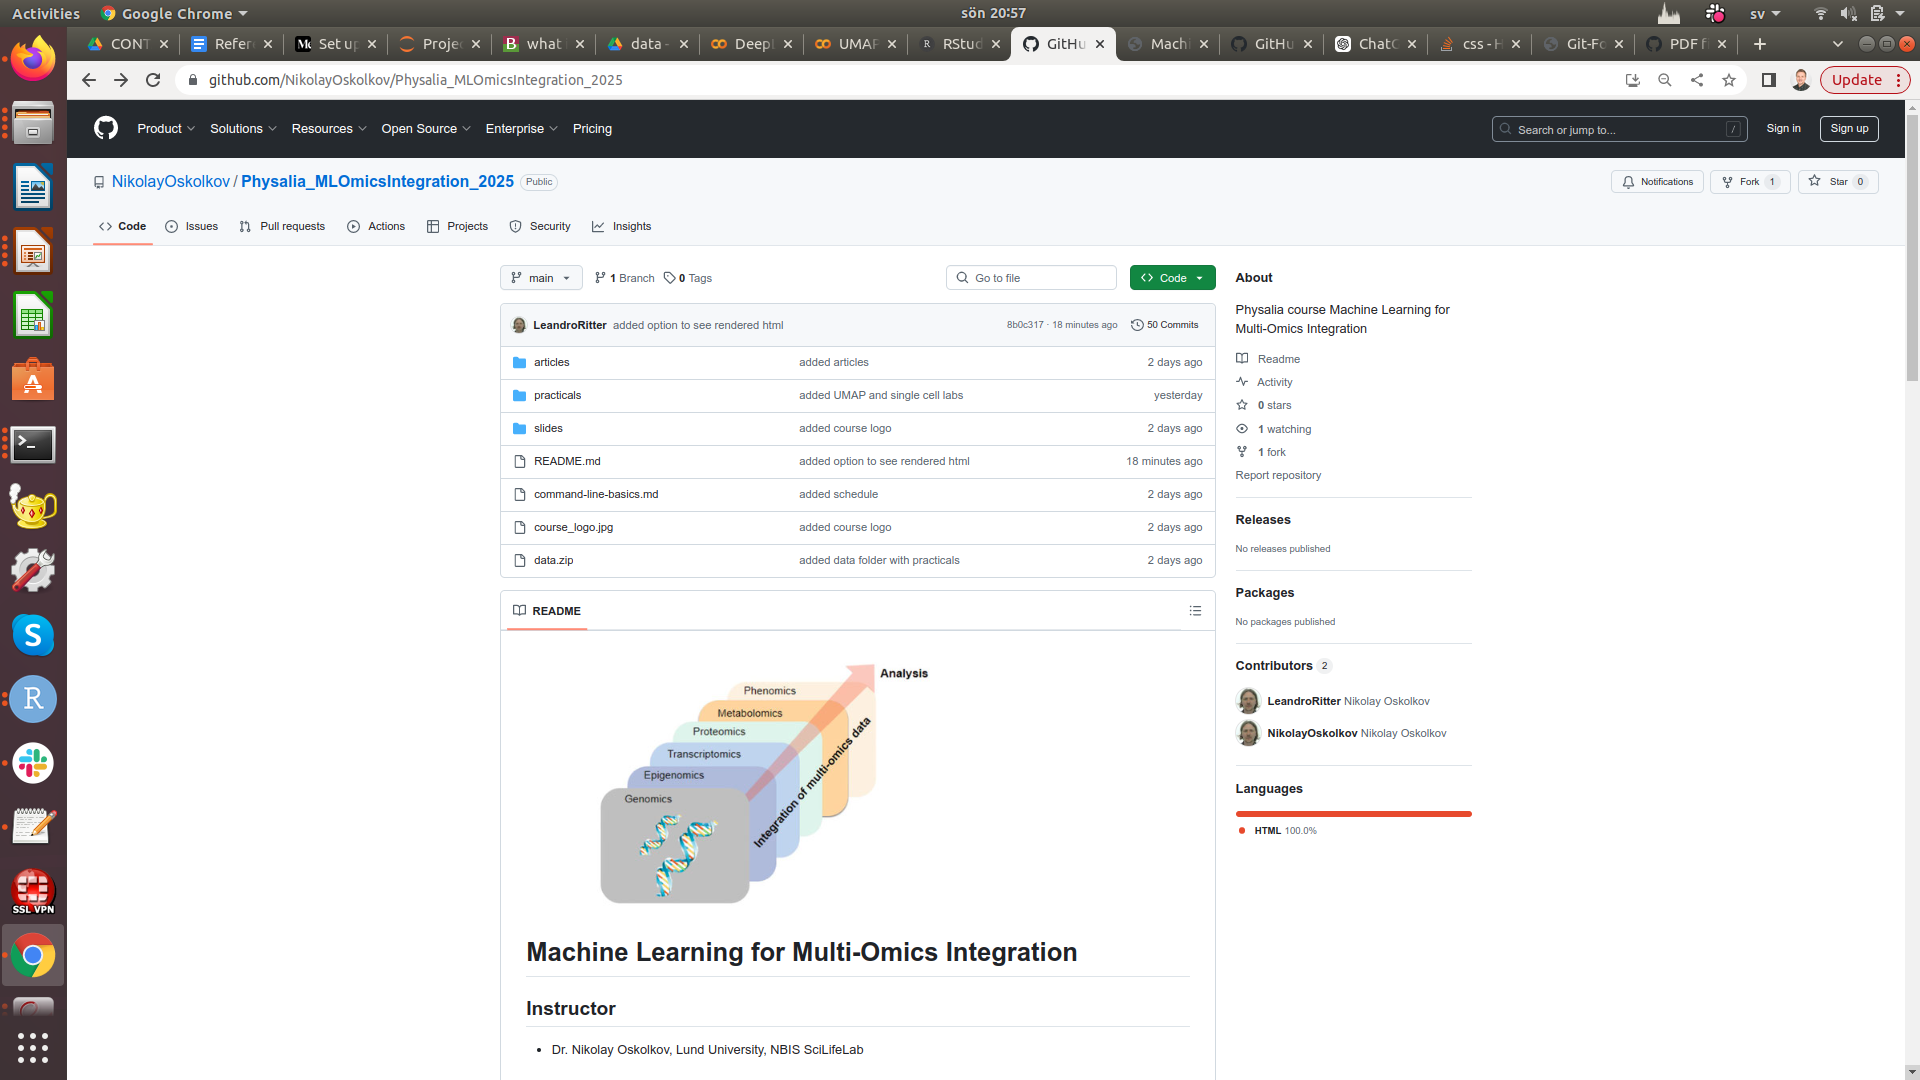 Activities Google Chrome sön 20:57 sv
CONT Refer Set up Proje what data - Deepl UMAP RStud GitHu Machi GitHu ChatG css - H Git-Fo PDF f
github.com/NikolayOskolkov/Physalia_MLOmicsIntegration_2025 Update
Product Solutions Resources Open Source Enterprise Pricing Search or jump to... / Sign in Sign up
NikolayOskolkov / Physalia_MLOmicsIntegration_2025 Public Notifications Fork 1 Star 0
Code Issues Pull requests Actions Projects Security Insights
main 1 Branch 0 Tags Go to file Code
LeandroRitter added option to see rendered html 8b0c317 · 18 minutes ago 50 Commits
articles added articles 2 days ago
practicals added UMAP and single cell labs yesterday
slides added course logo 2 days ago
README.md added option to see rendered html 18 minutes ago
command-line-basics.md added schedule 2 days ago
course_logo.jpg added course logo 2 days ago
data.zip added data folder with practicals 2 days ago
README
Analysis
Phenomics
Metabolomics
Proteomics
Transcriptomics
Epigenomics
Genomics
Integration of multi-omics data
Machine Learning for Multi-Omics Integration
Instructor
Dr. Nikolay Oskolkov, Lund University, NBIS SciLifeLab
About
Physalia course Machine Learning for
Multi-Omics Integration
Readme
Activity
0 stars
1 watching
1 fork
Report repository
Releases
No releases published
Packages
No packages published
Contributors 2
LeandroRitter Nikolay Oskolkov
NikolayOskolkov Nikolay Oskolkov
Languages
HTML 100.0%
SSL VPN